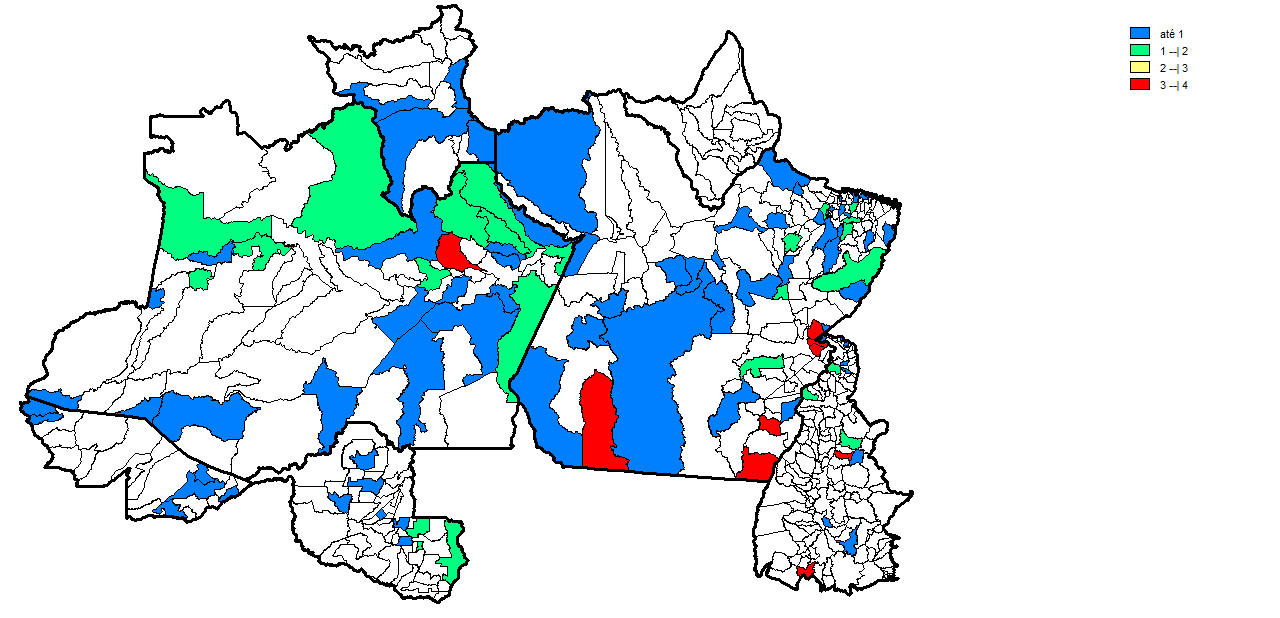 até 1
1 --| 2
2 --| 3
3 --| 4